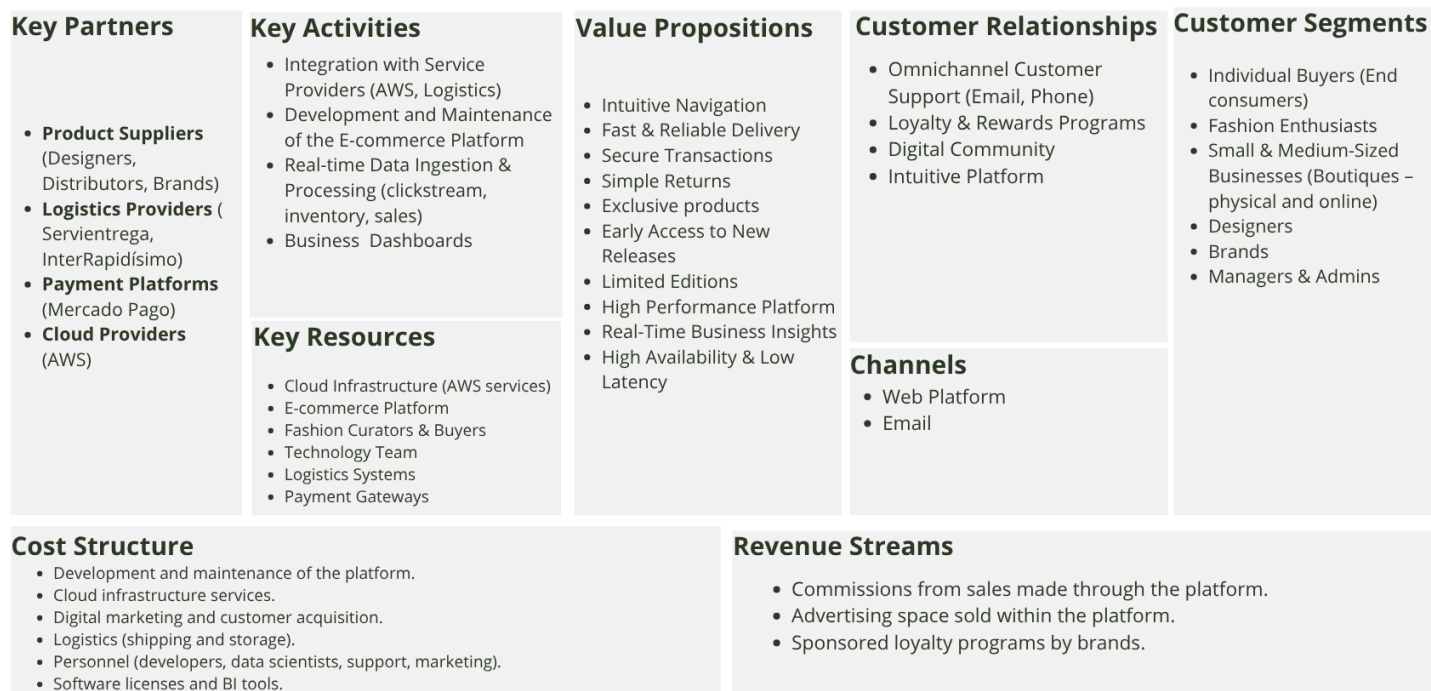 Key Partners
Product Suppliers
(Designers,
Distributors, Brands)
Logistics Providers (
Servientrega,
InterRapidísimo)
Payment Platforms
(Mercado Pago)
Cloud Providers
(AWS)
Key Activities
Integration with Service
Providers (AWS, Logistics)
Development and Maintenance
of the E-commerce Platform
Real-time Data Ingestion &
Processing (clickstream,
inventory, sales)
Business  Dashboards
Key Resources
Cloud Infrastructure (AWS services)
E-commerce Platform
Fashion Curators & Buyers
Technology Team
Logistics Systems
Payment Gateways
Value Propositions
Intuitive Navigation
Fast & Reliable Delivery
Secure Transactions
Simple Returns
Exclusive products
Early Access to New
Releases
Limited Editions
High Performance Platform
Real-Time Business Insights
High Availability & Low
Latency
Customer Relationships
Omnichannel Customer
Support (Email, Phone)
Loyalty & Rewards Programs
Digital Community
Intuitive Platform
Channels
Web Platform
Email
Customer Segments
Individual Buyers (End
consumers)
Fashion Enthusiasts
Small & Medium-Sized
Businesses (Boutiques –
physical and online)
Designers
Brands
Managers & Admins
Cost Structure
Development and maintenance of the platform.
Cloud infrastructure services.
Digital marketing and customer acquisition.
Logistics (shipping and storage).
Personnel (developers, data scientists, support, marketing).
Software licenses and BI tools.
Revenue Streams
Commissions from sales made through the platform.
Advertising space sold within the platform.
Sponsored loyalty programs by brands.